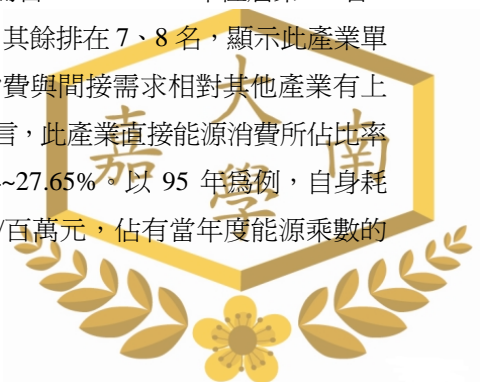 其餘排在 7、8 名，顯示此產業單
費與間接需求相對其他產業有上
言，此產業直接能源消費所佔比率
~27.65%。以 95 年為例，自身耗
/百萬元，佔有當年度能源乘數的
嘉
大
南
學